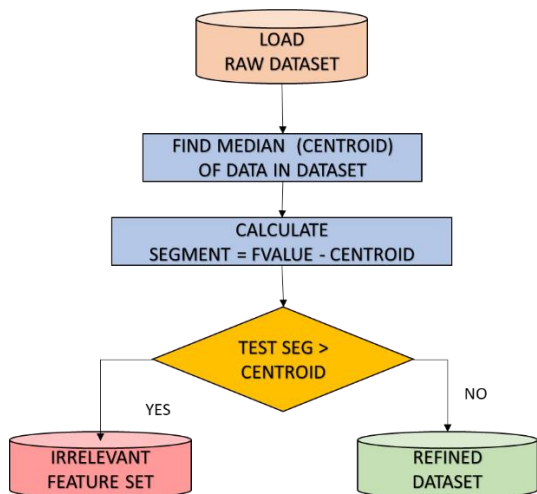 LOAD
RAW DATASET
FIND MEDIAN (CENTROID)
OF DATA IN DATASET
CALCULATE
SEGMENT = FVALUE - CENTROID
TEST SEG >
CENTROID
YES
NO
IRRELEVANT
FEATURE SET
REFINED
DATASET